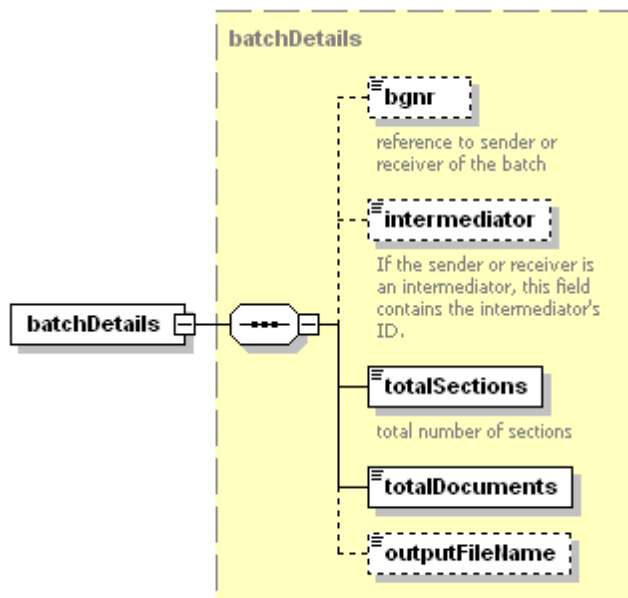 batchDetails
bgnr
reference to sender or
receiver of the batch
intermediator
If the sender or receiver is
an intermediator, this field
contains the intermediator's
ID.
batchDetails
totalSections
total number of sections
totalDocuments
outputFileName